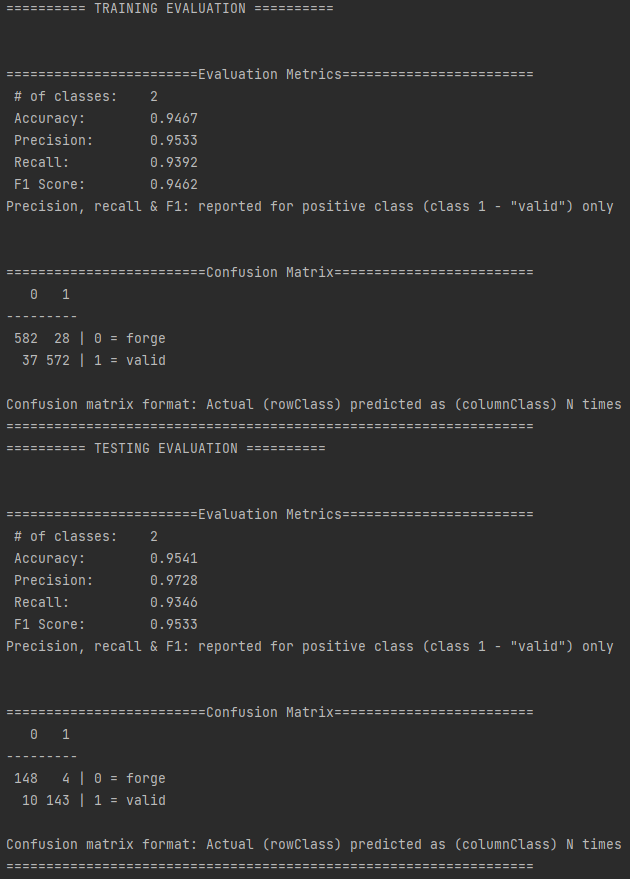 ========== TRAINING EVALUATION ==========
========================Evaluation Metrics========================
 # of classes:    2
 Accuracy:        0.9467
 Precision:       0.9533
 Recall:          0.9392
 F1 Score:        0.9462
Precision, recall & F1: reported for positive class (class 1 - "valid") only
=========================Confusion Matrix=========================
   0   1
---------
 582  28 | 0 = forge
  37 572 | 1 = valid
Confusion matrix format: Actual (rowClass) predicted as (columnClass) N times
==================================================================
========== TESTING EVALUATION ==========
========================Evaluation Metrics========================
 # of classes:    2
 Accuracy:        0.9541
 Precision:       0.9728
 Recall:          0.9346
 F1 Score:        0.9533
Precision, recall & F1: reported for positive class (class 1 - "valid") only
=========================Confusion Matrix=========================
   0   1
---------
 148   4 | 0 = forge
  10 143 | 1 = valid
Confusion matrix format: Actual (rowClass) predicted as (columnClass) N times
==================================================================